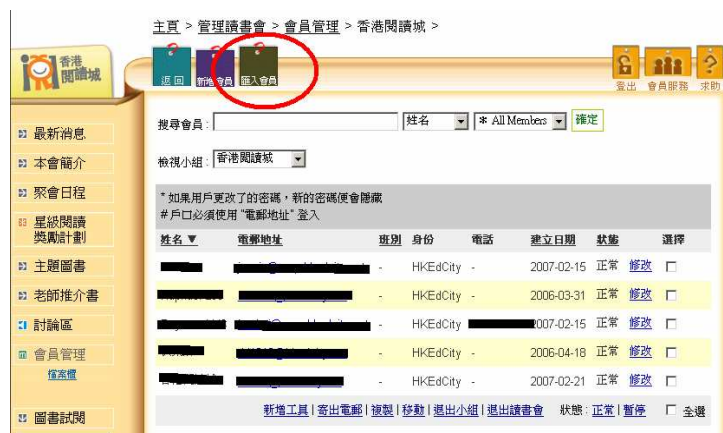 主頁 > 管理讀書會 > 會員管理 > 香港閱讀城 >
香港
閱讀城
返回 新增會員 匯入會員
登出 會員服務 求助
搜尋會員: 姓名 * All Members 確定
檢視小組: 香港閱讀城
* 如果用戶更改了的密碼,新的密碼便會隱藏
# 戶口必須使用 "電郵地址" 登入
姓名▼ 電郵地址 班別 身份 電話 建立日期 狀態 選擇
- HKEdCity - 2007-02-15 正常 修改
- HKEdCity - 2006-03-31 正常 修改
- HKEdCity 2007-02-15 正常 修改
- HKEdCity - 2006-04-18 正常 修改
- HKEdCity - 2007-02-21 正常 修改
新增工具 | 寄出電郵 | 複製 | 移動 | 退出小組 | 退出讀書會 狀態: 正常 | 暫停 全選
最新消息
本會簡介
聚會日程
星級閱讀
獎勵計劃
主題圖書
老師推介書
討論區
會員管理
檔案櫃
圖書試閱